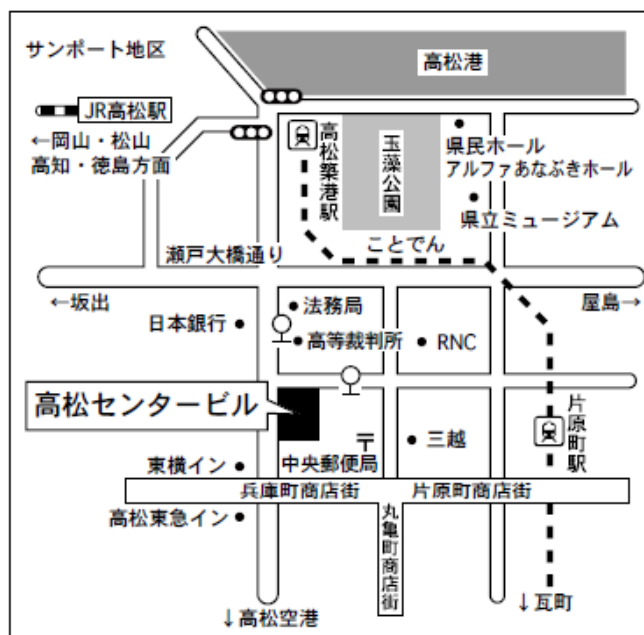 サンポート地区
高松港
JR高松駅
←岡山・松山
高知・徳島方面
高松築港駅
玉藻公園
県民ホール
アルファあなぶきホール
県立ミュージアム
ことでん
瀬戸大橋通り
←坂出
屋島→
日本銀行
法務局
高等裁判所
RNC
高松センタービル
〒
三越
片原町駅
東横イン
中央郵便局
兵庫町商店街
片原町商店街
高松東急イン
丸亀町商店街
↓高松空港
↓瓦町